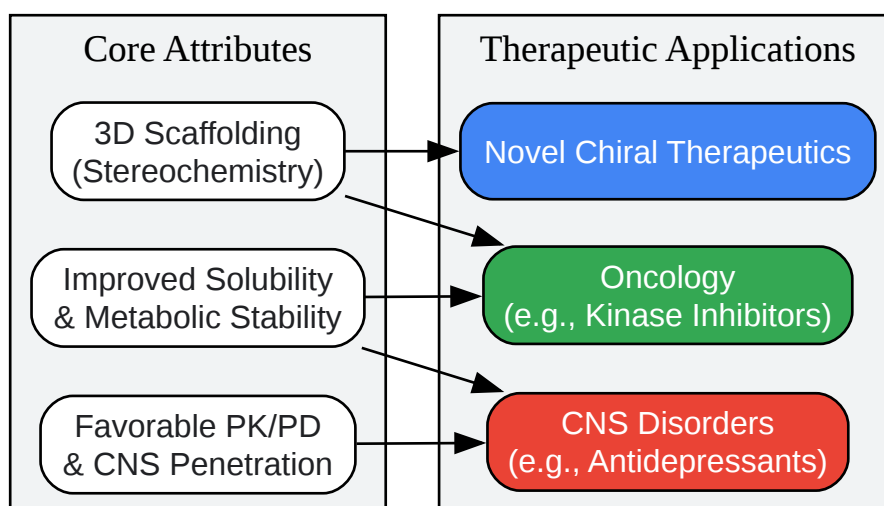 Core Attributes
3D Scaffolding
(Stereochemistry)
Improved Solubility
& Metabolic Stability
Favorable PK/PD
& CNS Penetration
Therapeutic Applications
Novel Chiral Therapeutics
Oncology
(e.g., Kinase Inhibitors)
CNS Disorders
(e.g., Antidepressants)